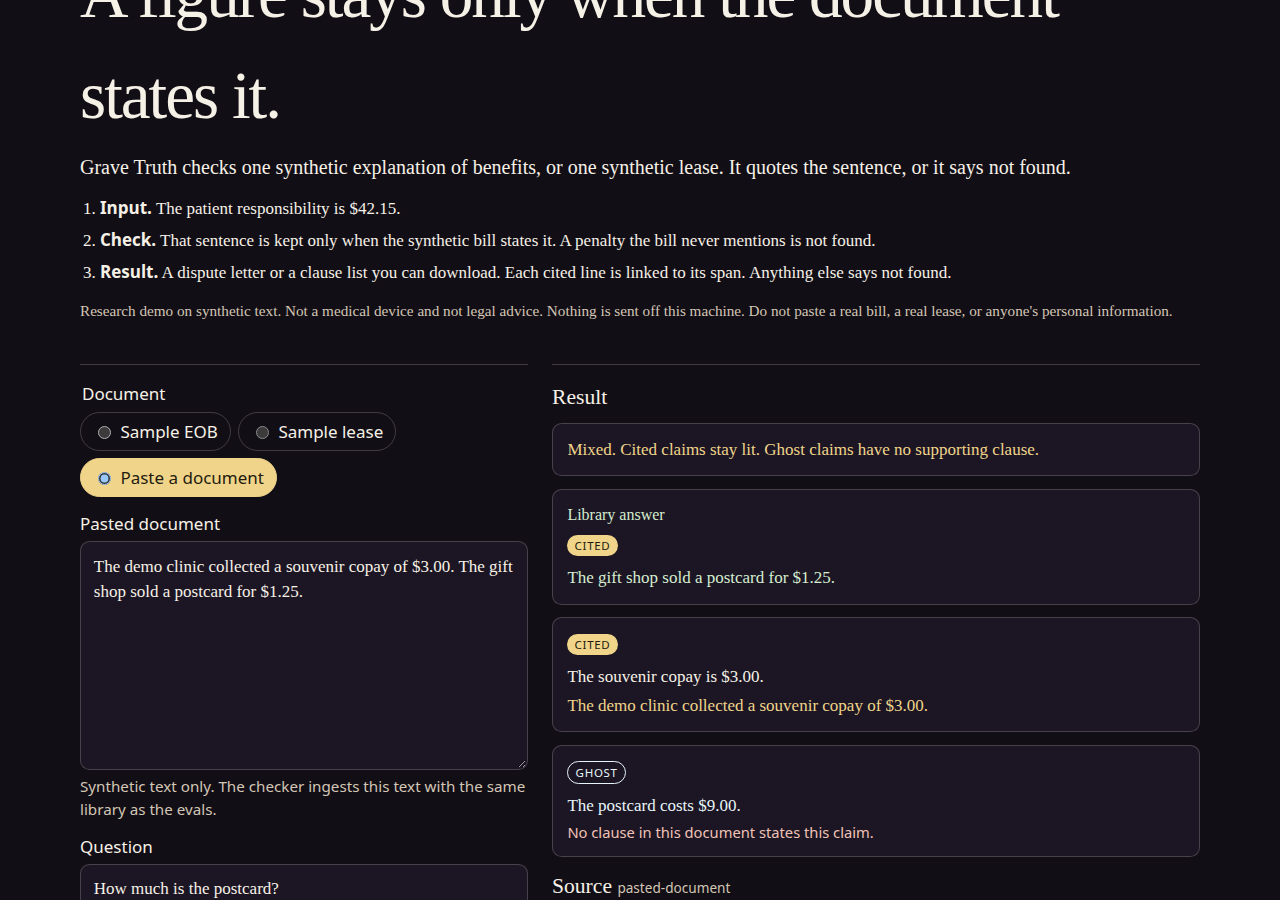 A figure stays only when the document
states it.
Grave Truth checks one synthetic explanation of benefits, or one synthetic lease. It quotes the sentence, or it says not found.
1. Input. The patient responsibility is $42.15.
2. Check. That sentence is kept only when the synthetic bill states it. A penalty the bill never mentions is not found.
3. Result. A dispute letter or a clause list you can download. Each cited line is linked to its span. Anything else says not found.
Research demo on synthetic text. Not a medical device and not legal advice. Nothing is sent off this machine. Do not paste a real bill, a real lease, or anyone's personal information.
Document
Sample EOB
Sample lease
Paste a document
Pasted document
The demo clinic collected a souvenir copay of $3.00. The gift
shop sold a postcard for $1.25.
Synthetic text only. The checker ingests this text with the same
library as the evals.
Question
How much is the postcard?
Result
Mixed. Cited claims stay lit. Ghost claims have no supporting clause.
Library answer
CITED
The gift shop sold a postcard for $1.25.
CITED
The souvenir copay is $3.00.
The demo clinic collected a souvenir copay of $3.00.
GHOST
The postcard costs $9.00.
No clause in this document states this claim.
Source pasted-document